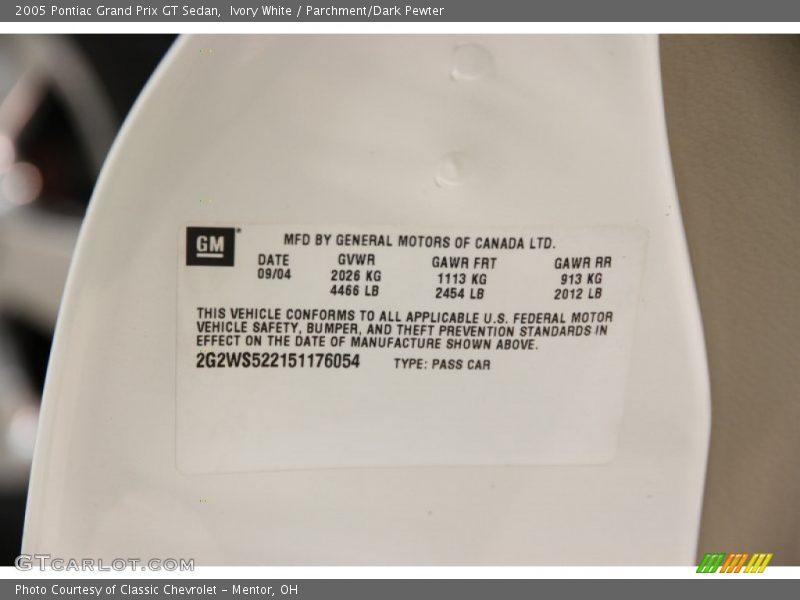 2005 Pontiac Grand Prix GT Sedan,  Ivory White / Parchment/Dark Pewter
GM
MFD BY GENERAL MOTORS OF CANADA LTD.
DATE GVWR GAWR FRT GAWR RR
09/04 2026 KG 1113 KG 913 KG
4466 LB 2454 LB 2012 LB
THIS VEHICLE CONFORMS TO ALL APPLICABLE U.S. FEDERAL MOTOR
VEHICLE SAFETY, BUMPER, AND THEFT PREVENTION STANDARDS IN
EFFECT ON THE DATE OF MANUFACTURE SHOWN ABOVE.
2G2WS522151176054 TYPE: PASS CAR
GTCARLOT.COM
Photo Courtesy of Classic Chevrolet - Mentor, OH